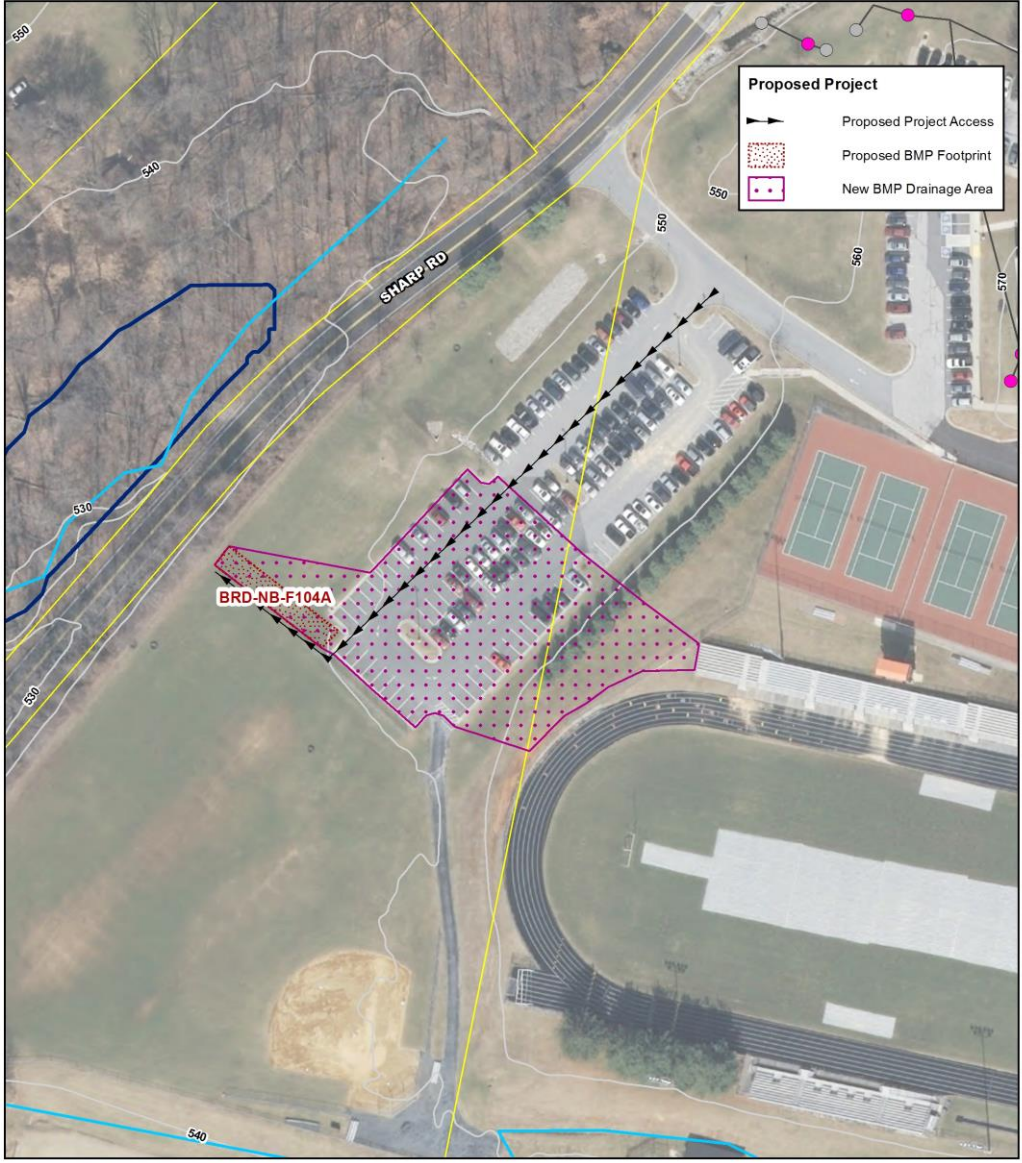 550
Proposed Project
Proposed Project Access
Proposed BMP Footprint
New BMP Drainage Area
540
550
550
560
570
SHARP RD
530
BRD-NB-F104A
530
540